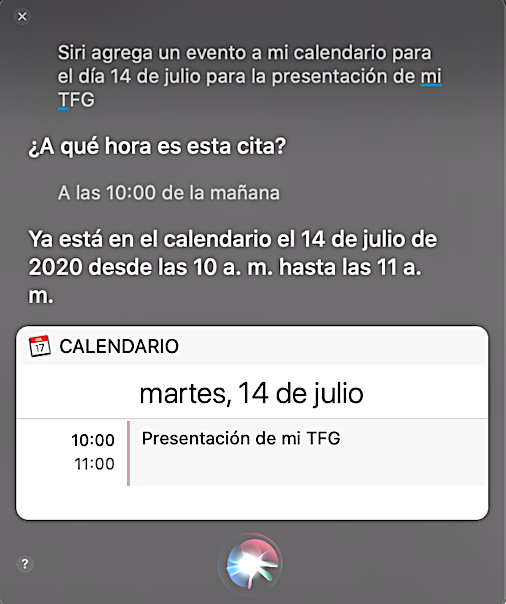 Siri agrega un evento a mi calendario para
el día 14 de julio para la presentación de mi
TFG
¿A qué hora es esta cita?
A las 10:00 de la mañana
Ya está en el calendario el 14 de julio de
2020 desde las 10 a. m. hasta las 11 a.
m.
JUL
17
CALENDARIO
martes, 14 de julio
10:00 Presentación de mi TFG
11:00
?